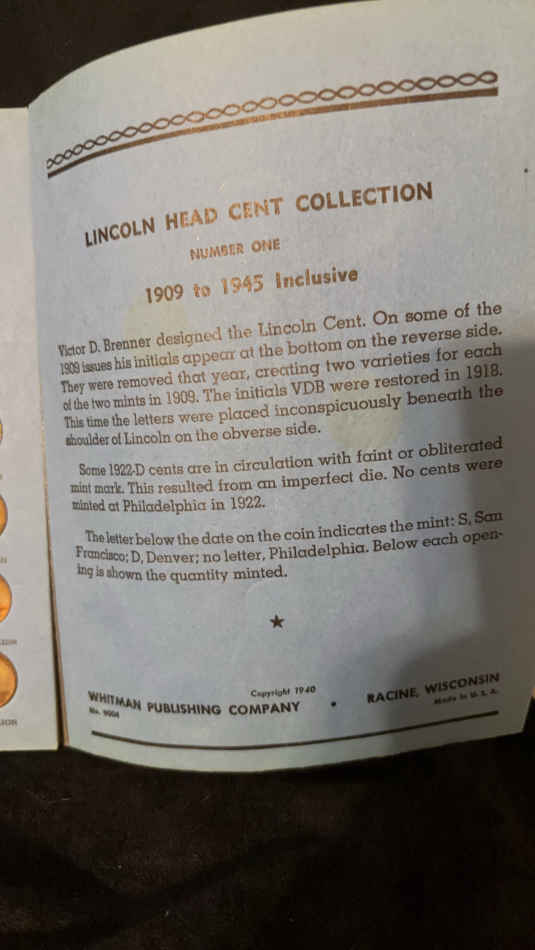 LINCOLN HEAD CENT COLLECTION
NUMBER ONE
1909 to 1945 Inclusive
Victor D. Brenner designed the Lincoln Cent. On some of the
1909 issues his initials appear at the bottom on the reverse side.
They were removed that year, creating two varieties for each
of the two mints in 1909. The initials VDB were restored in 1918.
This time the letters were placed inconspicuously beneath the
shoulder of Lincoln on the obverse side.
Some 1922-D cents are in circulation with faint or obliterated
mint mark. This resulted from an imperfect die. No cents were
minted at Philadelphia in 1922.
The letter below the date on the coin indicates the mint: S, San
Francisco; D, Denver; no letter, Philadelphia. Below each open-
ing is shown the quantity minted.
★
Copyright 1940
WHITMAN PUBLISHING COMPANY • RACINE, WISCONSIN
No. 9004 Made in U. S. A.